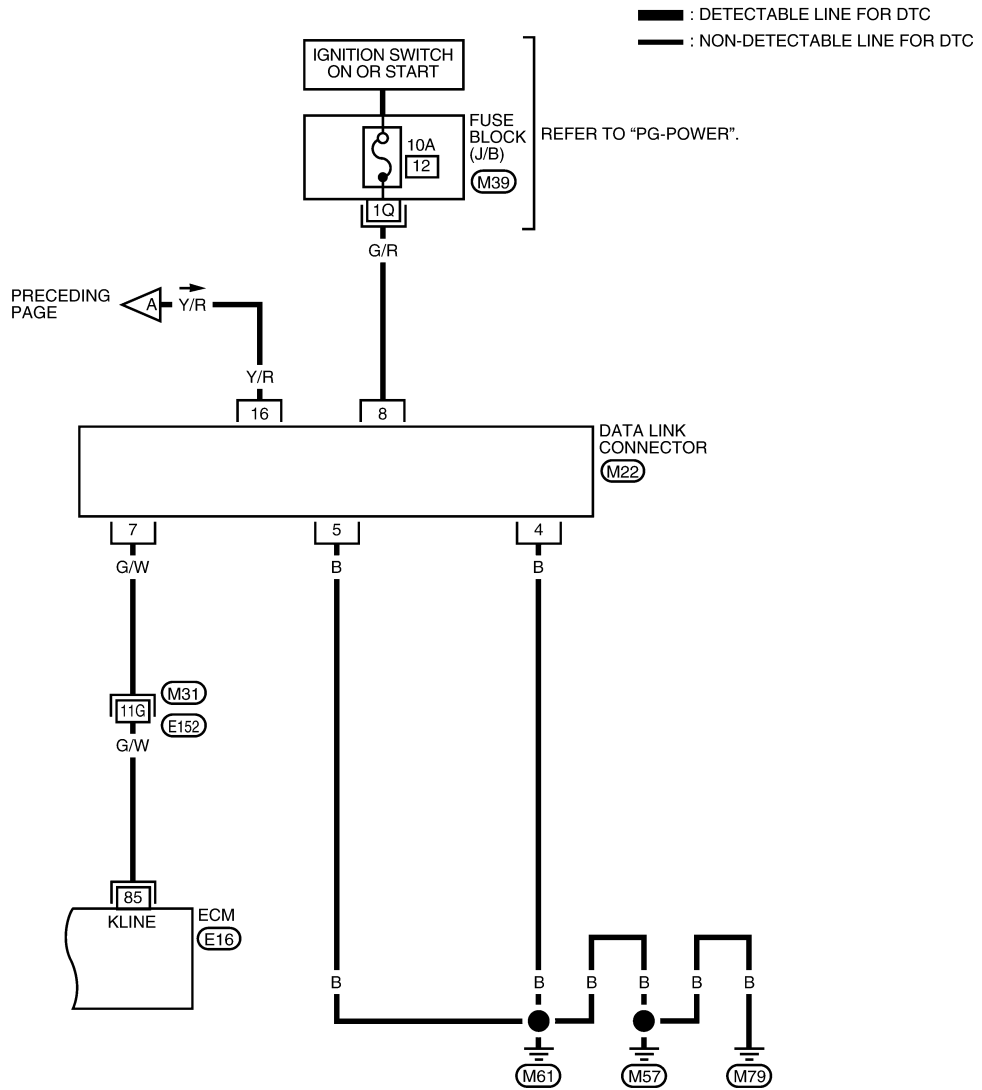 : DETECTABLE LINE FOR DTC
: NON-DETECTABLE LINE FOR DTC
IGNITION SWITCH
ON OR START
FUSE
BLOCK
(J/B)
REFER TO “PG-POWER”.
10A
12
M39
1Q
G/R
PRECEDING
PAGE
A
Y/R
Y/R
16
8
DATA LINK
CONNECTOR
M22
7
5
4
G/W
B
B
M31
11G
E152
G/W
85
KLINE
ECM
E16
B
B
B
B
B
B
M61
M57
M79